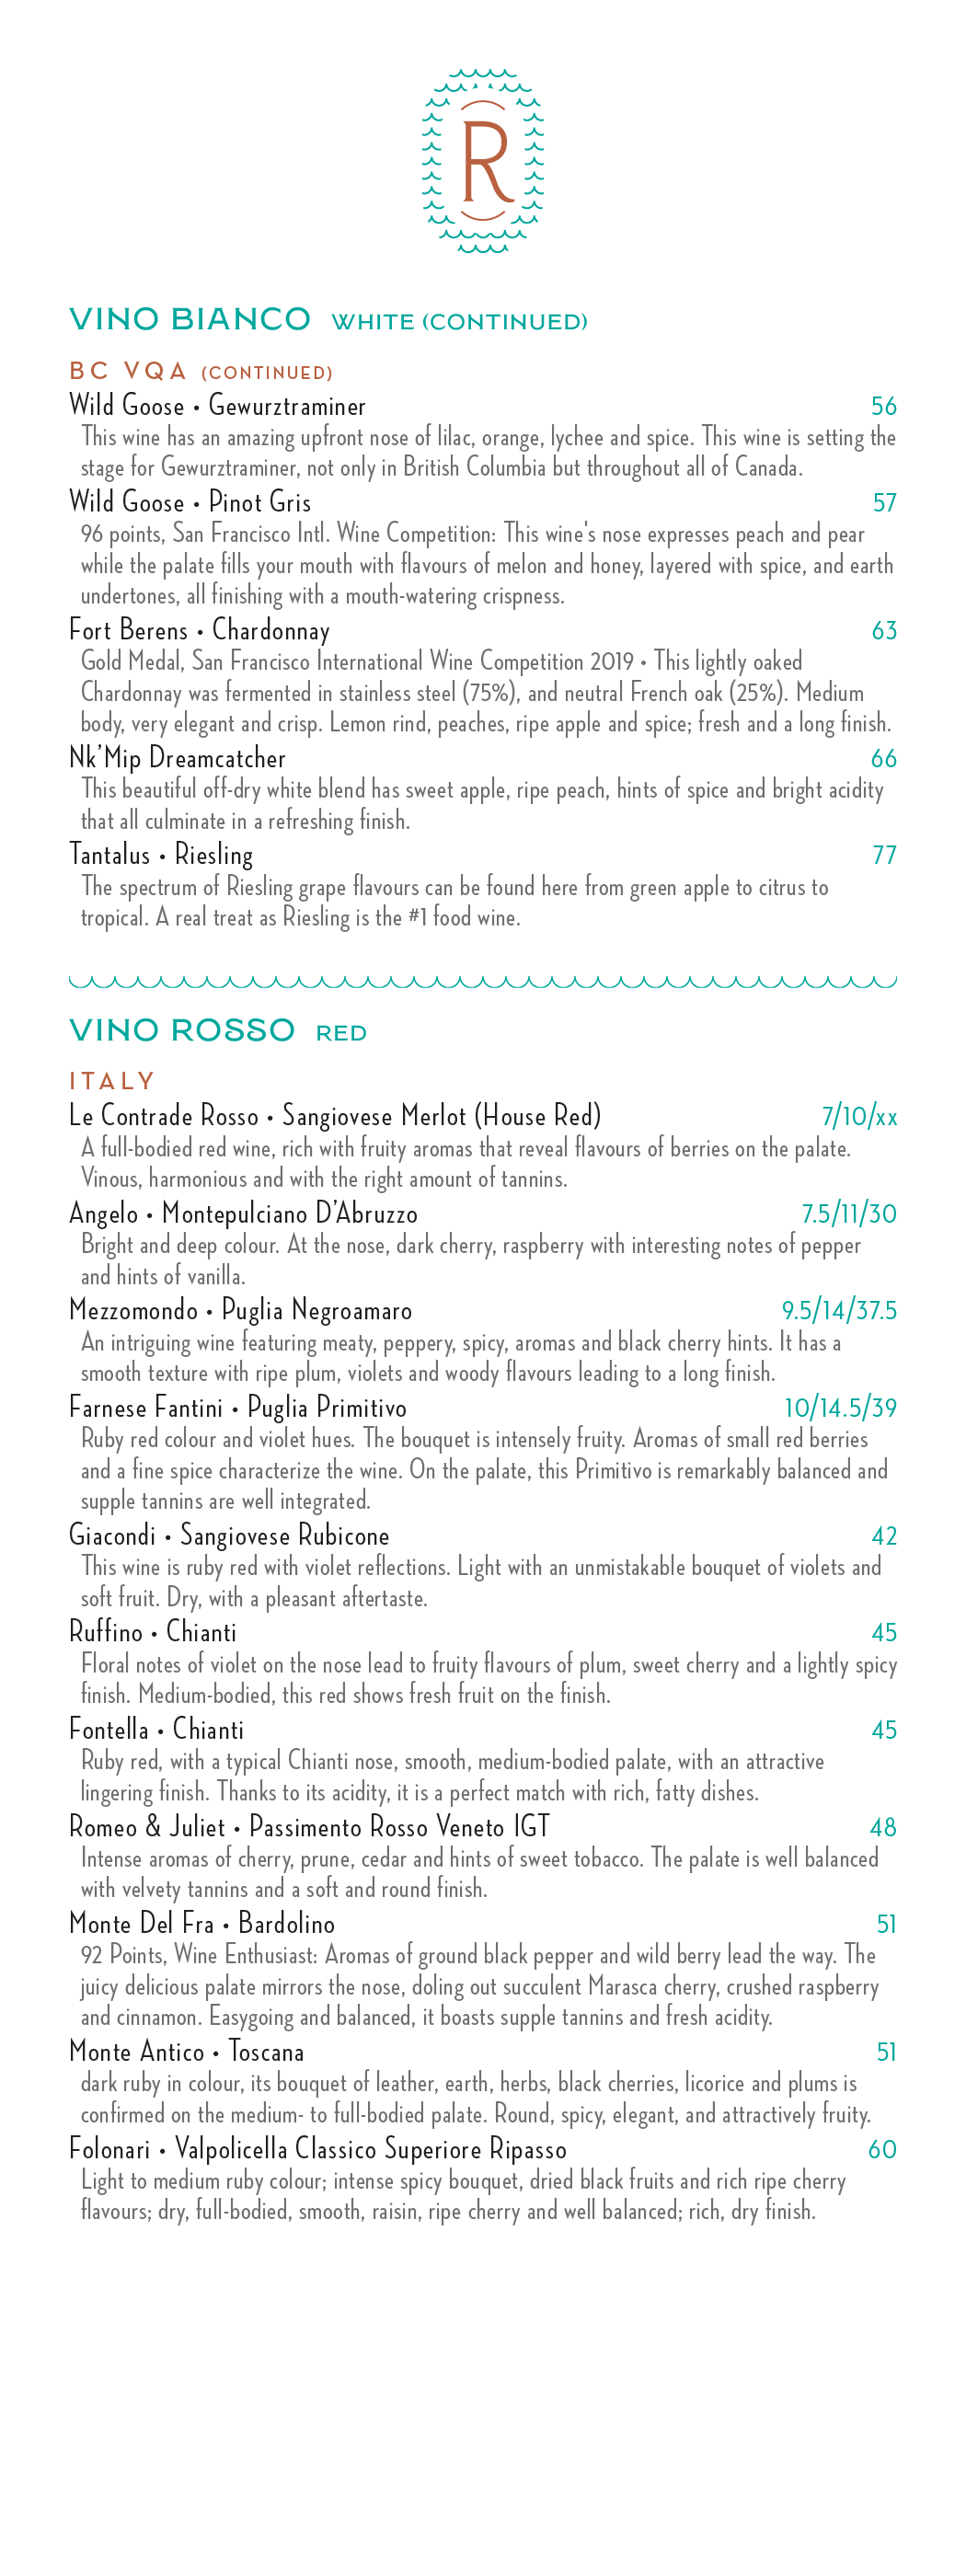 R
VINO BIANCO WHITE (CONTINUED)
BC VQA (CONTINUED)
Wild Goose • Gewurztraminer 56
This wine has an amazing upfront nose of lilac, orange, lychee and spice. This wine is setting the
stage for Gewurztraminer, not only in British Columbia but throughout all of Canada.
Wild Goose • Pinot Gris 57
96 points, San Francisco Intl. Wine Competition: This wine's nose expresses peach and pear
while the palate fills your mouth with flavours of melon and honey, layered with spice, and earth
undertones, all finishing with a mouth-watering crispness.
Fort Berens • Chardonnay 63
Gold Medal, San Francisco International Wine Competition 2019 • This lightly oaked
Chardonnay was fermented in stainless steel (75%), and neutral French oak (25%). Medium
body, very elegant and crisp. Lemon rind, peaches, ripe apple and spice; fresh and a long finish.
Nk’Mip Dreamcatcher 66
This beautiful off-dry white blend has sweet apple, ripe peach, hints of spice and bright acidity
that all culminate in a refreshing finish.
Tantalus • Riesling 77
The spectrum of Riesling grape flavours can be found here from green apple to citrus to
tropical. A real treat as Riesling is the #1 food wine.
VINO ROSSO RED
ITALY
Le Contrade Rosso • Sangiovese Merlot (House Red) 7/10/xx
A full-bodied red wine, rich with fruity aromas that reveal flavours of berries on the palate.
Vinous, harmonious and with the right amount of tannins.
Angelo • Montepulciano D’Abruzzo 7.5/11/30
Bright and deep colour. At the nose, dark cherry, raspberry with interesting notes of pepper
and hints of vanilla.
Mezzomondo • Puglia Negroamaro 9.5/14/37.5
An intriguing wine featuring meaty, peppery, spicy, aromas and black cherry hints. It has a
smooth texture with ripe plum, violets and woody flavours leading to a long finish.
Farnese Fantini • Puglia Primitivo 10/14.5/39
Ruby red colour and violet hues. The bouquet is intensely fruity. Aromas of small red berries
and a fine spice characterize the wine. On the palate, this Primitivo is remarkably balanced and
supple tannins are well integrated.
Giacondi • Sangiovese Rubicone 42
This wine is ruby red with violet reflections. Light with an unmistakable bouquet of violets and
soft fruit. Dry, with a pleasant aftertaste.
Ruffino • Chianti 45
Floral notes of violet on the nose lead to fruity flavours of plum, sweet cherry and a lightly spicy
finish. Medium-bodied, this red shows fresh fruit on the finish.
Fontella • Chianti 45
Ruby red, with a typical Chianti nose, smooth, medium-bodied palate, with an attractive
lingering finish. Thanks to its acidity, it is a perfect match with rich, fatty dishes.
Romeo & Juliet • Passimento Rosso Veneto IGT 48
Intense aromas of cherry, prune, cedar and hints of sweet tobacco. The palate is well balanced
with velvety tannins and a soft and round finish.
Monte Del Fra • Bardolino 51
92 Points, Wine Enthusiast: Aromas of ground black pepper and wild berry lead the way. The
juicy delicious palate mirrors the nose, doling out succulent Marasca cherry, crushed raspberry
and cinnamon. Easygoing and balanced, it boasts supple tannins and fresh acidity.
Monte Antico • Toscana 51
dark ruby in colour, its bouquet of leather, earth, herbs, black cherries, licorice and plums is
confirmed on the medium- to full-bodied palate. Round, spicy, elegant, and attractively fruity.
Folonari • Valpolicella Classico Superiore Ripasso 60
Light to medium ruby colour; intense spicy bouquet, dried black fruits and rich ripe cherry
flavours; dry, full-bodied, smooth, raisin, ripe cherry and well balanced; rich, dry finish.